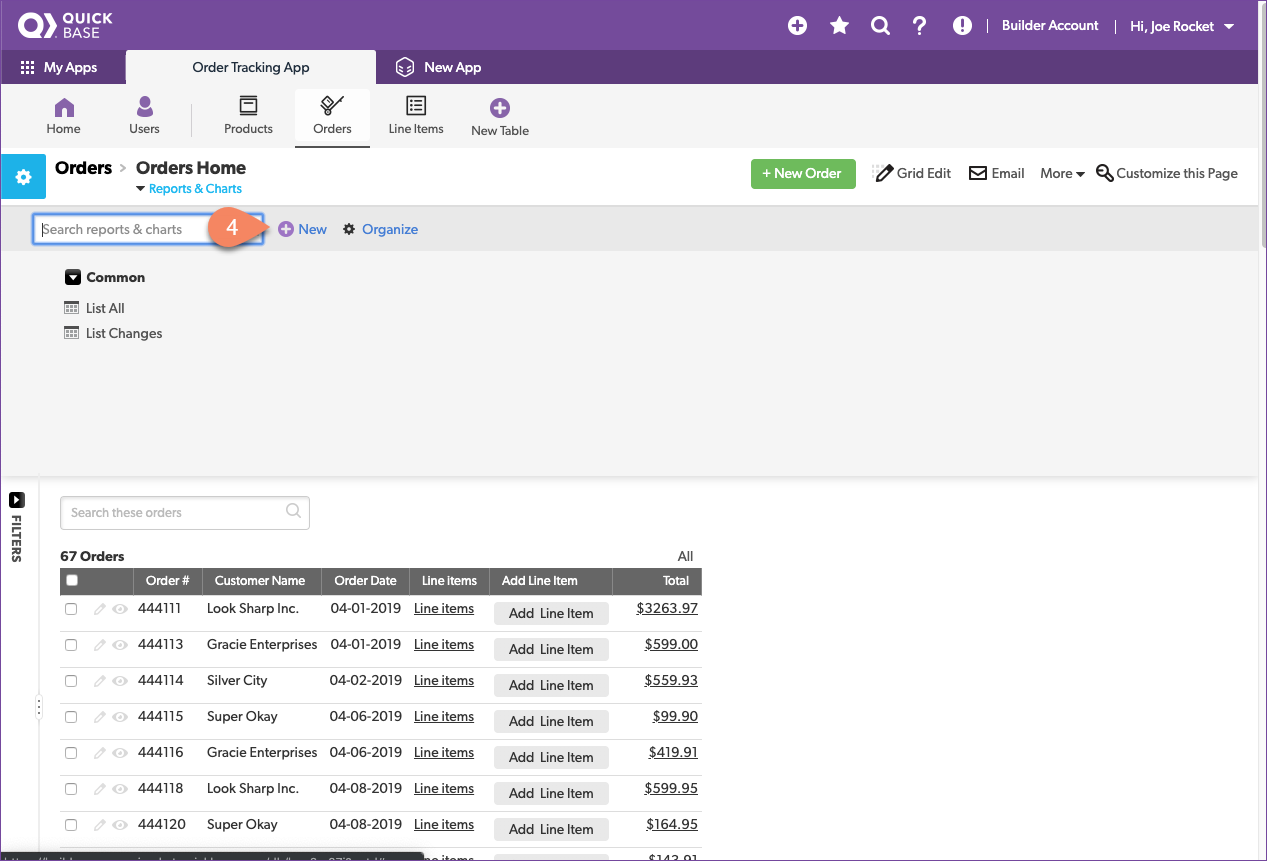 QUICK
BASE
Builder Account | Hi, Joe Rocket
My Apps Order Tracking App New App
Home Users Products Orders Line Items New Table
Orders > Orders Home
Reports & Charts
+ New Order Grid Edit Email More Customize this Page
Search reports & charts 4 New Organize
Common
List All
List Changes
FILTERS
Search these orders
67 Orders All
Order # Customer Name Order Date Line items Add Line Item Total
444111 Look Sharp Inc. 04-01-2019 Line items Add Line Item $3263.97
444113 Gracie Enterprises 04-01-2019 Line items Add Line Item $599.00
444114 Silver City 04-02-2019 Line items Add Line Item $559.93
444115 Super Okay 04-06-2019 Line items Add Line Item $99.90
444116 Gracie Enterprises 04-06-2019 Line items Add Line Item $419.91
444118 Look Sharp Inc. 04-08-2019 Line items Add Line Item $599.95
444120 Super Okay 04-08-2019 Line items Add Line Item $164.95